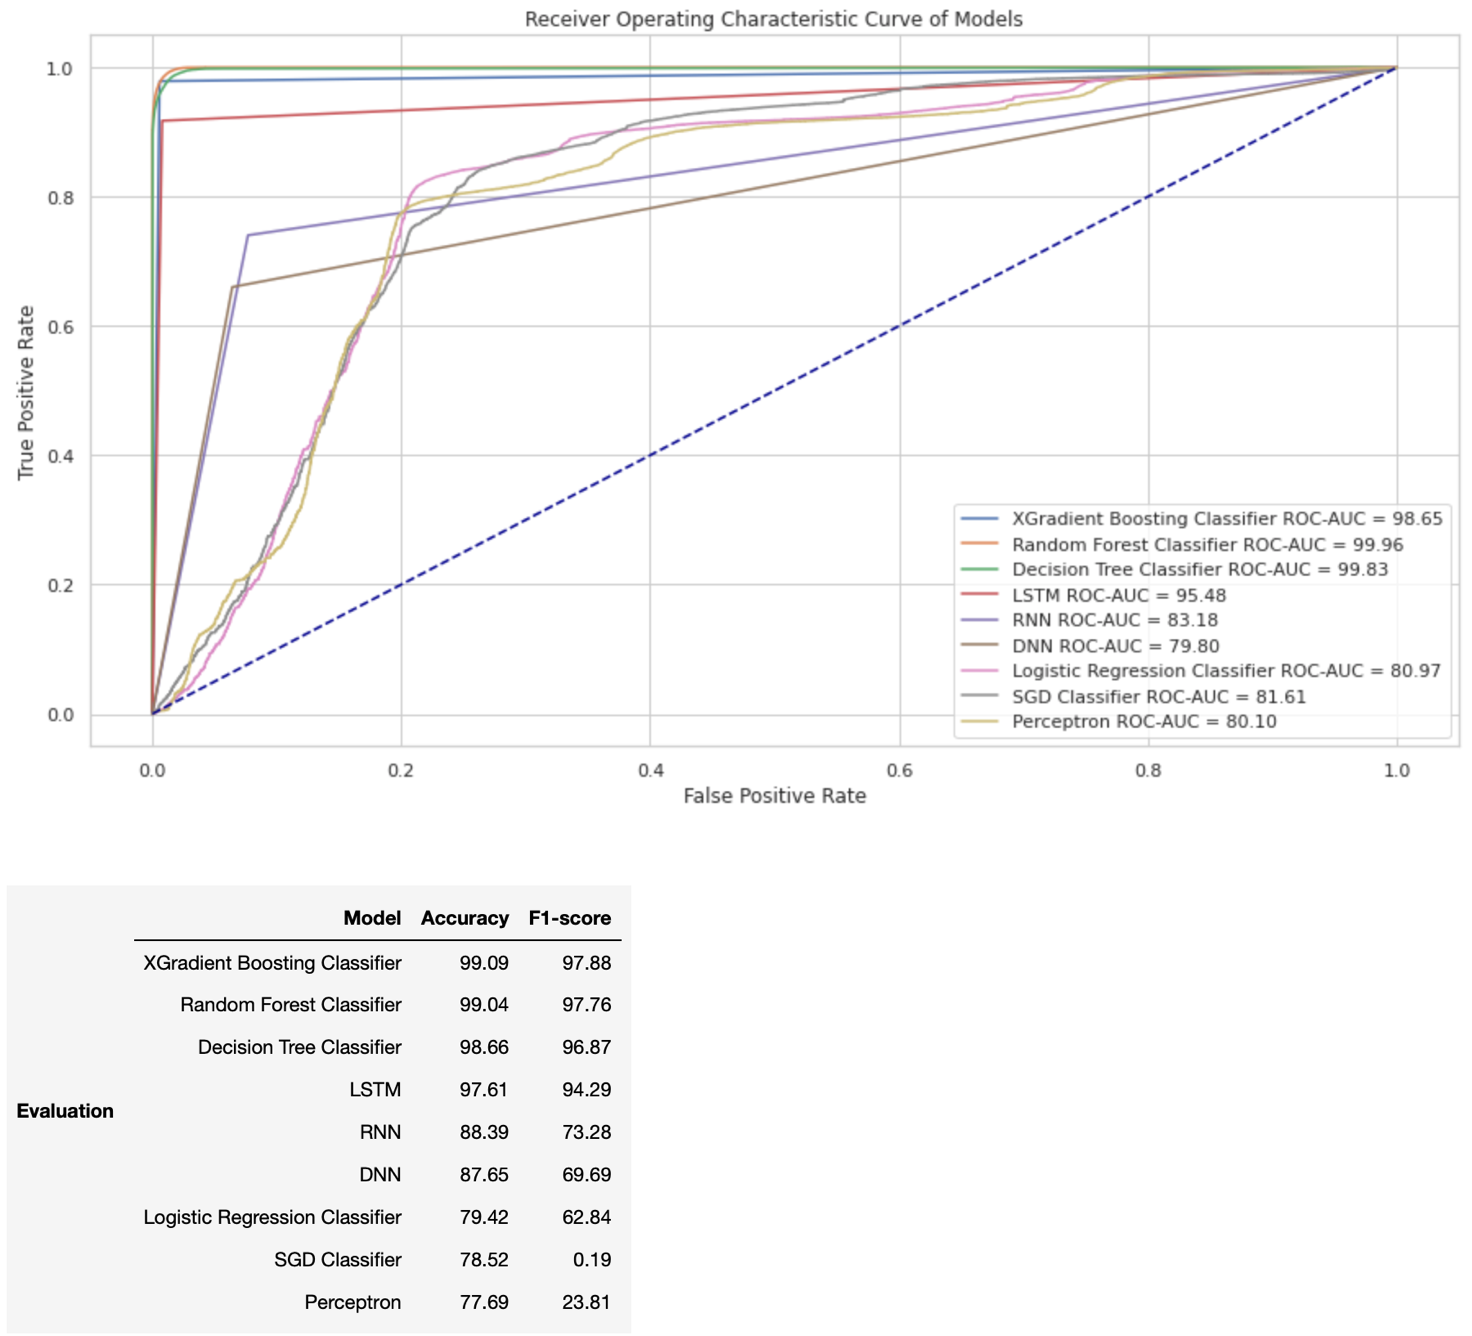 Receiver Operating Characteristic Curve of Models
1.0
0.8
0.6
0.4
0.2
0.0
True Positive Rate
0.0 0.2 0.4 0.6 0.8 1.0
False Positive Rate
XGradient Boosting Classifier ROC-AUC = 98.65
Random Forest Classifier ROC-AUC = 99.96
Decision Tree Classifier ROC-AUC = 99.83
LSTM ROC-AUC = 95.48
RNN ROC-AUC = 83.18
DNN ROC-AUC = 79.80
Logistic Regression Classifier ROC-AUC = 80.97
SGD Classifier ROC-AUC = 81.61
Perceptron ROC-AUC = 80.10
Model Accuracy F1-score
XGradient Boosting Classifier 99.09 97.88
Random Forest Classifier 99.04 97.76
Decision Tree Classifier 98.66 96.87
LSTM 97.61 94.29
Evaluation
RNN 88.39 73.28
DNN 87.65 69.69
Logistic Regression Classifier 79.42 62.84
SGD Classifier 78.52 0.19
Perceptron 77.69 23.81